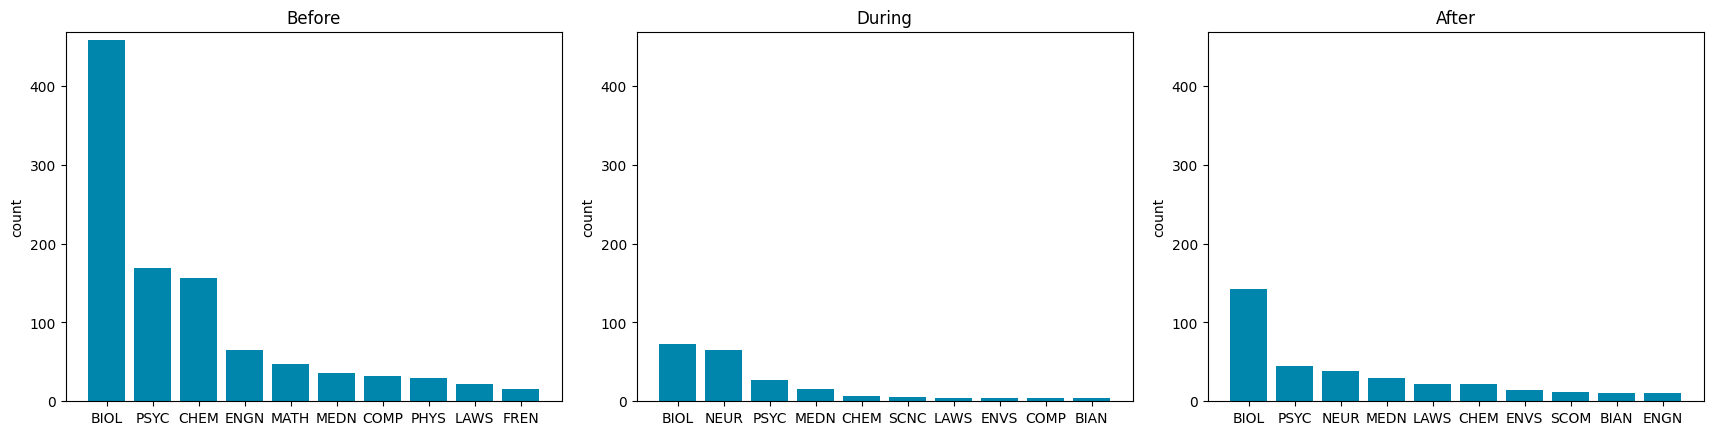 Before
count
400
300
200
100
0
BIOL PSYC CHEM ENGN MATH MEDN COMP PHYS LAWS FREN
During
count
400
300
200
100
0
BIOL NEUR PSYC MEDN CHEM SCNC LAWS ENVS COMP BIAN
After
count
400
300
200
100
0
BIOL PSYC NEUR MEDN LAWS CHEM ENVS SCOM BIAN ENGN